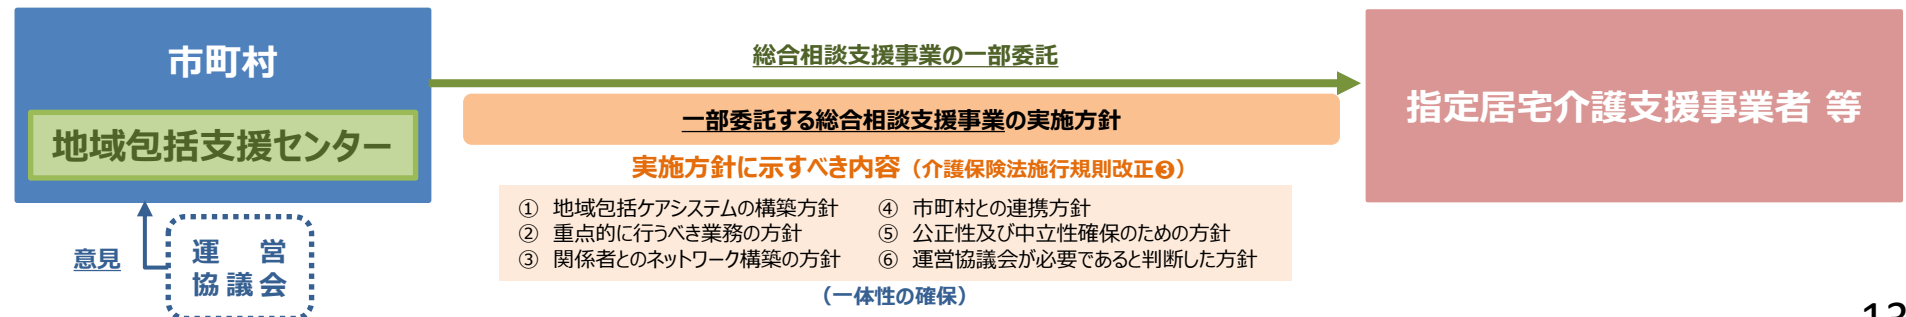 市町村
地域包括支援センター
意見
運　営
協議会
総合相談支援事業の一部委託
一部委託する総合相談支援事業の実施方針
実施方針に示すべき内容（介護保険法施行規則改正❸）
① 地域包括ケアシステムの構築方針
② 重点的に行うべき業務の方針
③ 関係者とのネットワーク構築の方針
④ 市町村との連携方針
⑤ 公正性及び中立性確保のための方針
⑥ 運営協議会が必要であると判断した方針
（一体性の確保）
指定居宅介護支援事業者 等